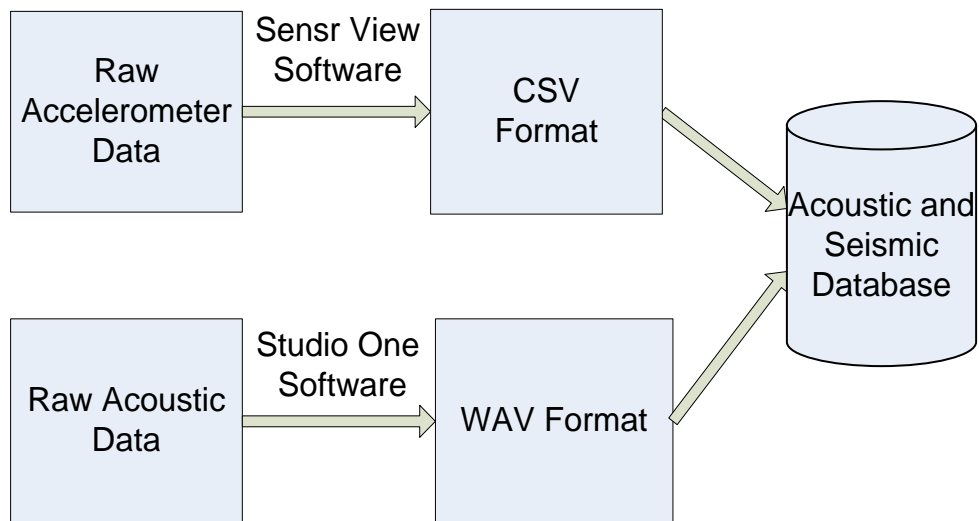 Raw
Accelerometer
Data
Sensr View
Software
CSV
Format
Acoustic and
Seismic
Database
Raw Acoustic
Data
Studio One
Software
WAV Format